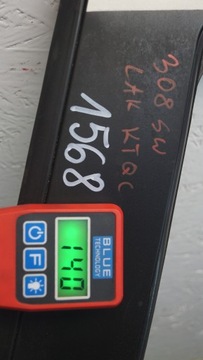 308 SW
LAK KTQC
1568
BLUE
TECHNOLOGY
140
F